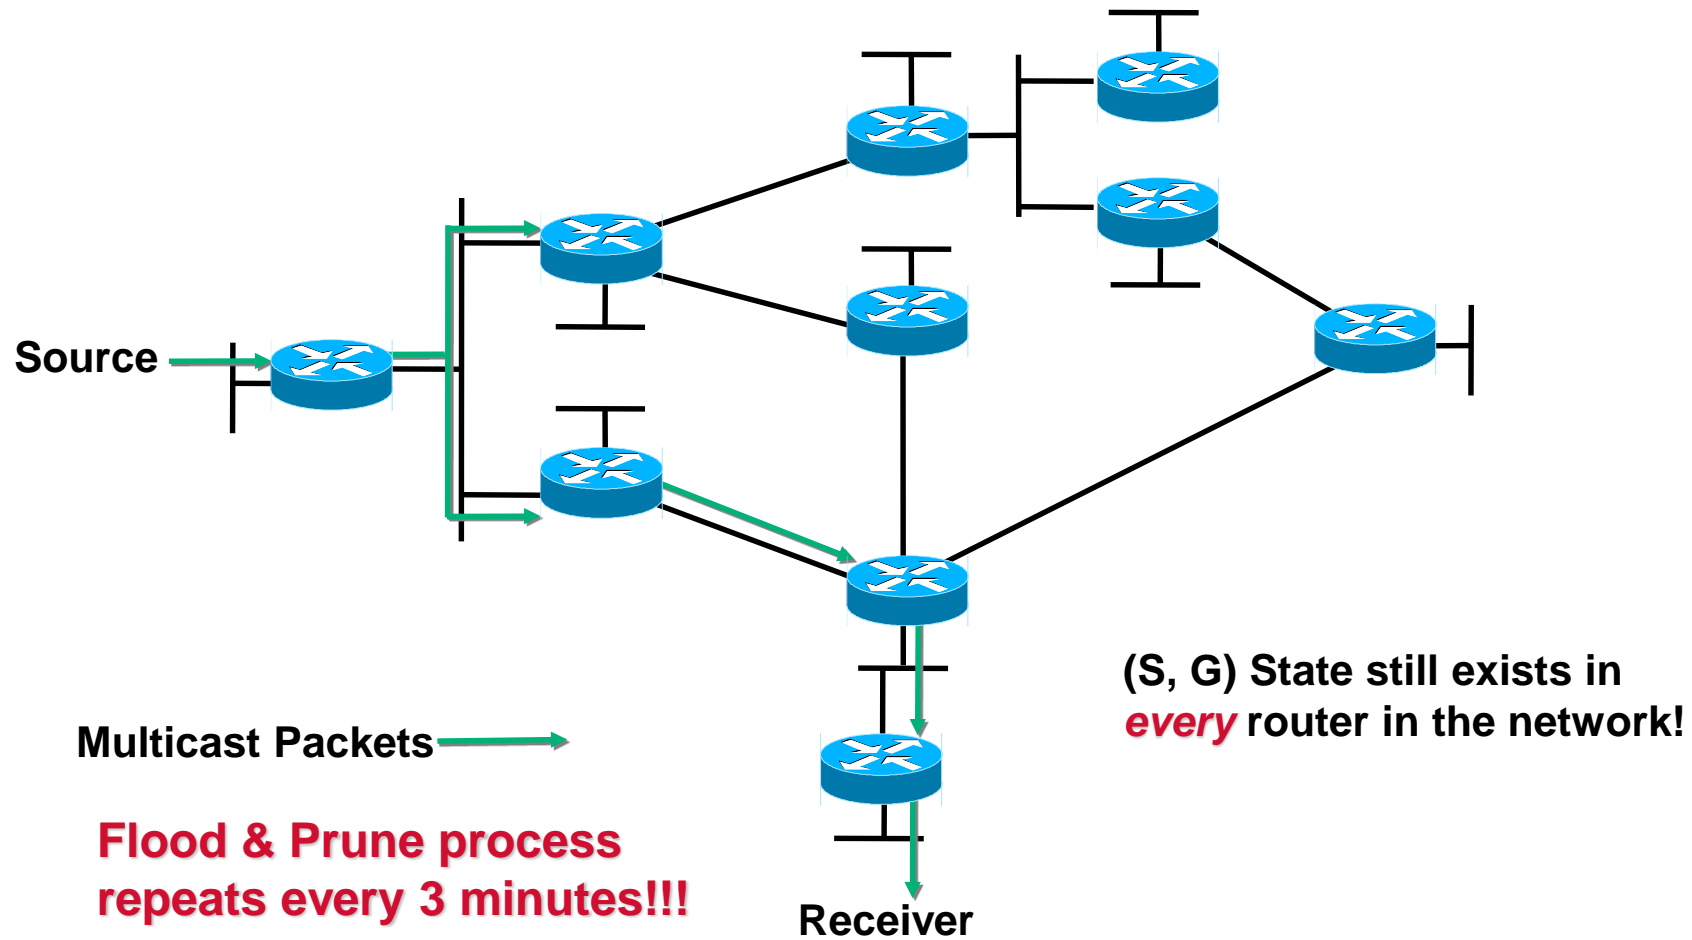 Source
(S, G) State still exists in
every router in the network!
Multicast Packets
Flood & Prune process
repeats every 3 minutes!!!
Receiver